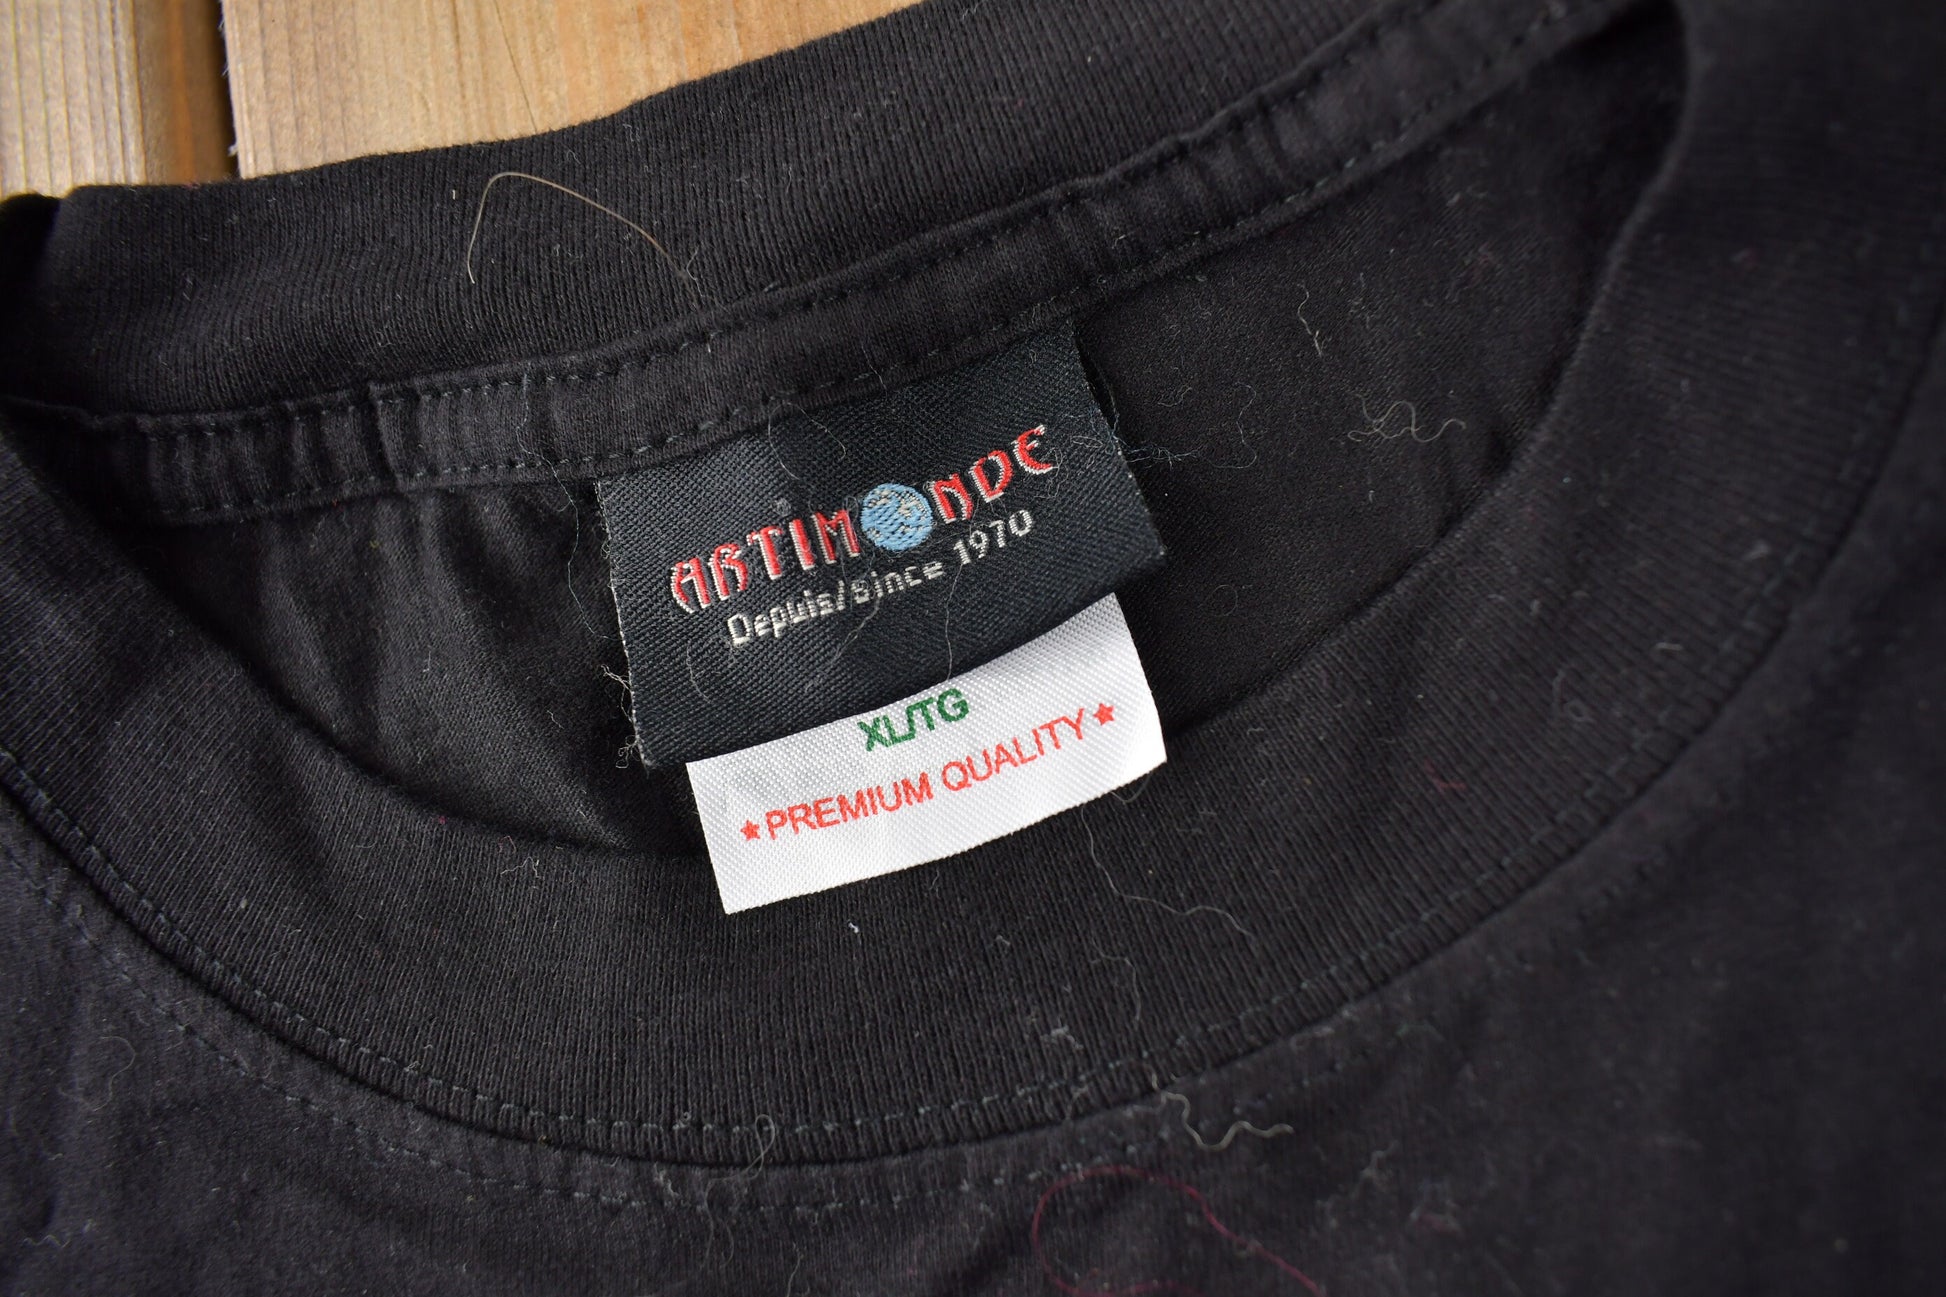 ARTIMONDE
Depuis/Since 1970
XL/TG
★PREMIUM QUALITY★